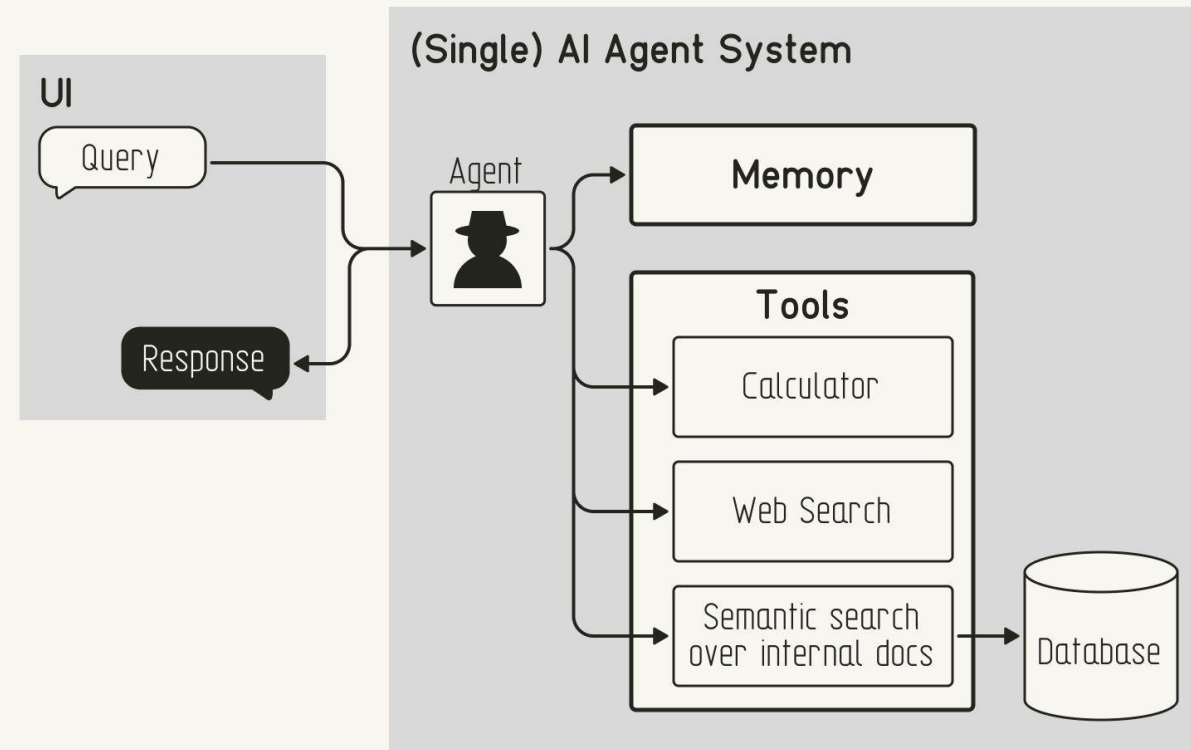 (Single) AI Agent System
UI
Query
Agent
Response
Memory
Tools
Calculator
Web Search
Semantic search
over internal docs
Database